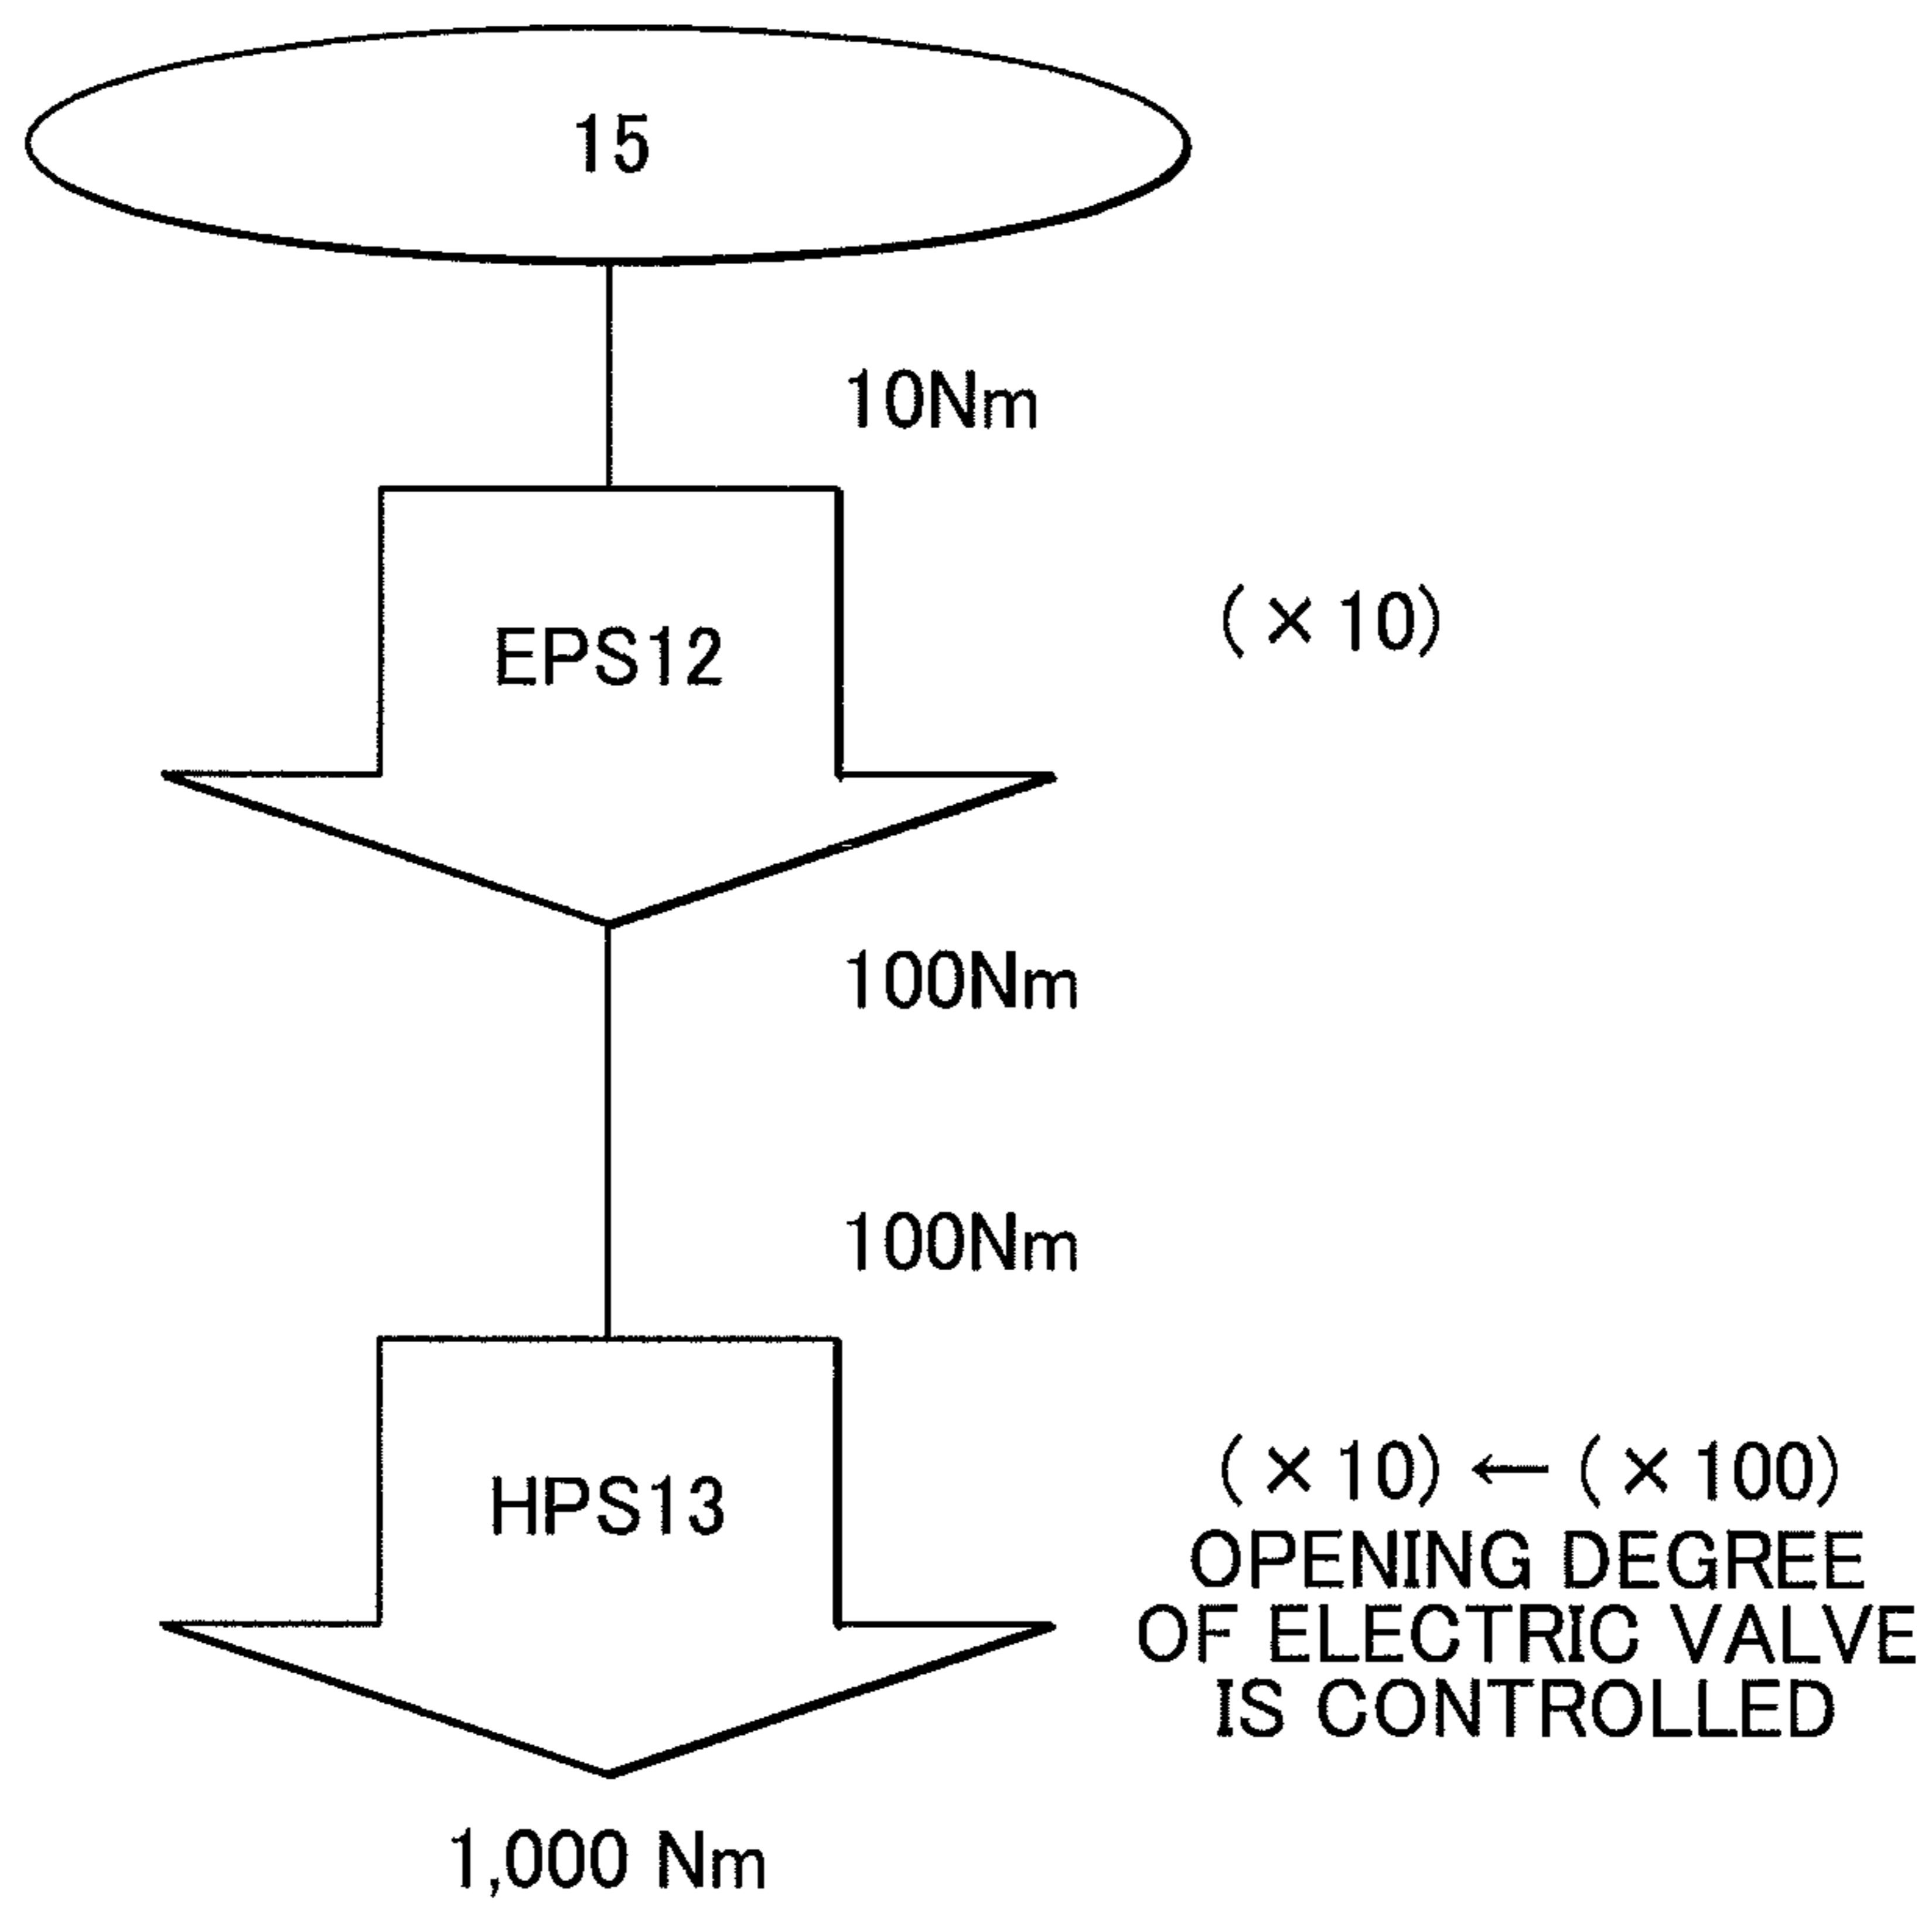 15
10Nm
EPS12
(×10)
100Nm
100Nm
HPS13
(×10)←(×100)
OPENING DEGREE
OF ELECTRIC VALVE
IS CONTROLLED
1,000 Nm